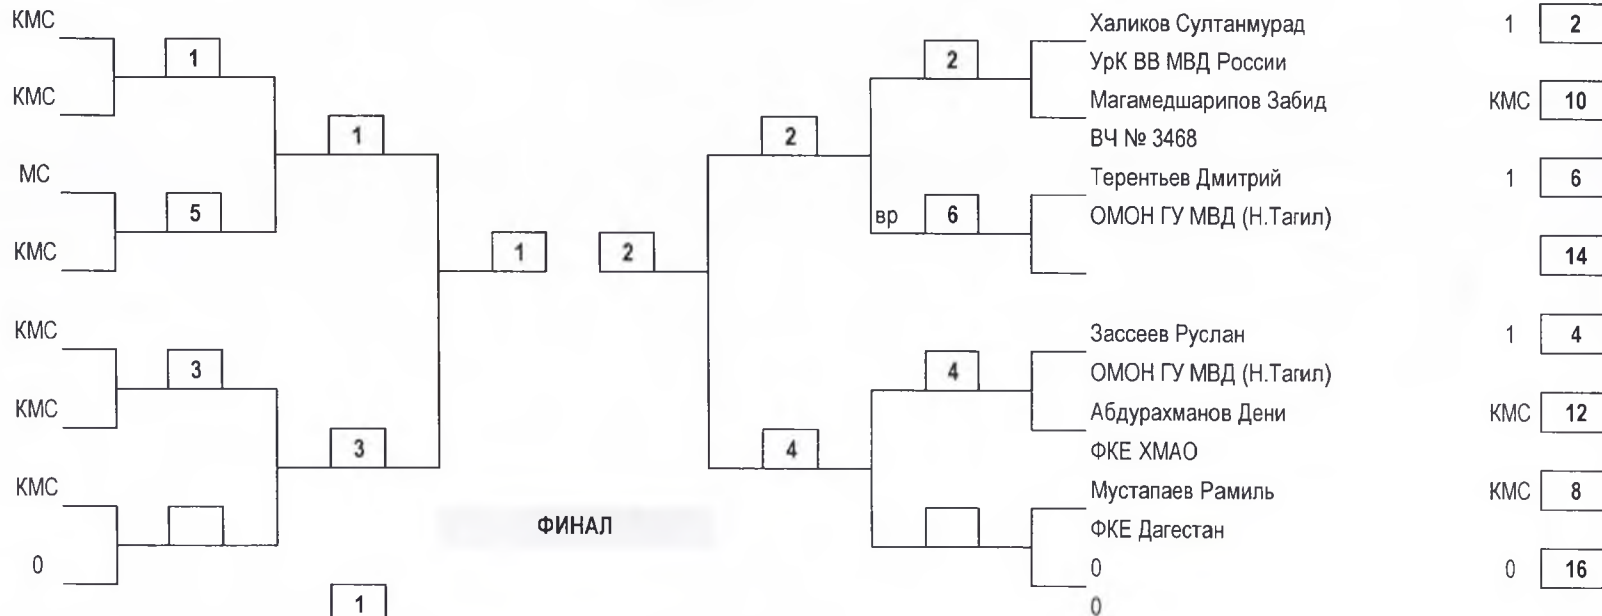 КМС
Халиков Султанмурад 1 2
1 2 УрК ВВ МВД России
КМС Магамедшарипов Забид КМС 10
1 2 ВЧ № 3468
МС Терентьев Дмитрий 1 6
5 вр 6 ОМОН ГУ МВД (Н.Тагил)
КМС 1 2 14
КМС Зассеев Руслан 1 4
3 4 ОМОН ГУ МВД (Н.Тагил)
КМС Абдурахманов Дени КМС 12
3 4 ФКЕ ХМАО
КМС Мустапаев Рамиль КМС 8
ФИНАЛ ФКЕ Дагестан
0 0 0 16
1 0